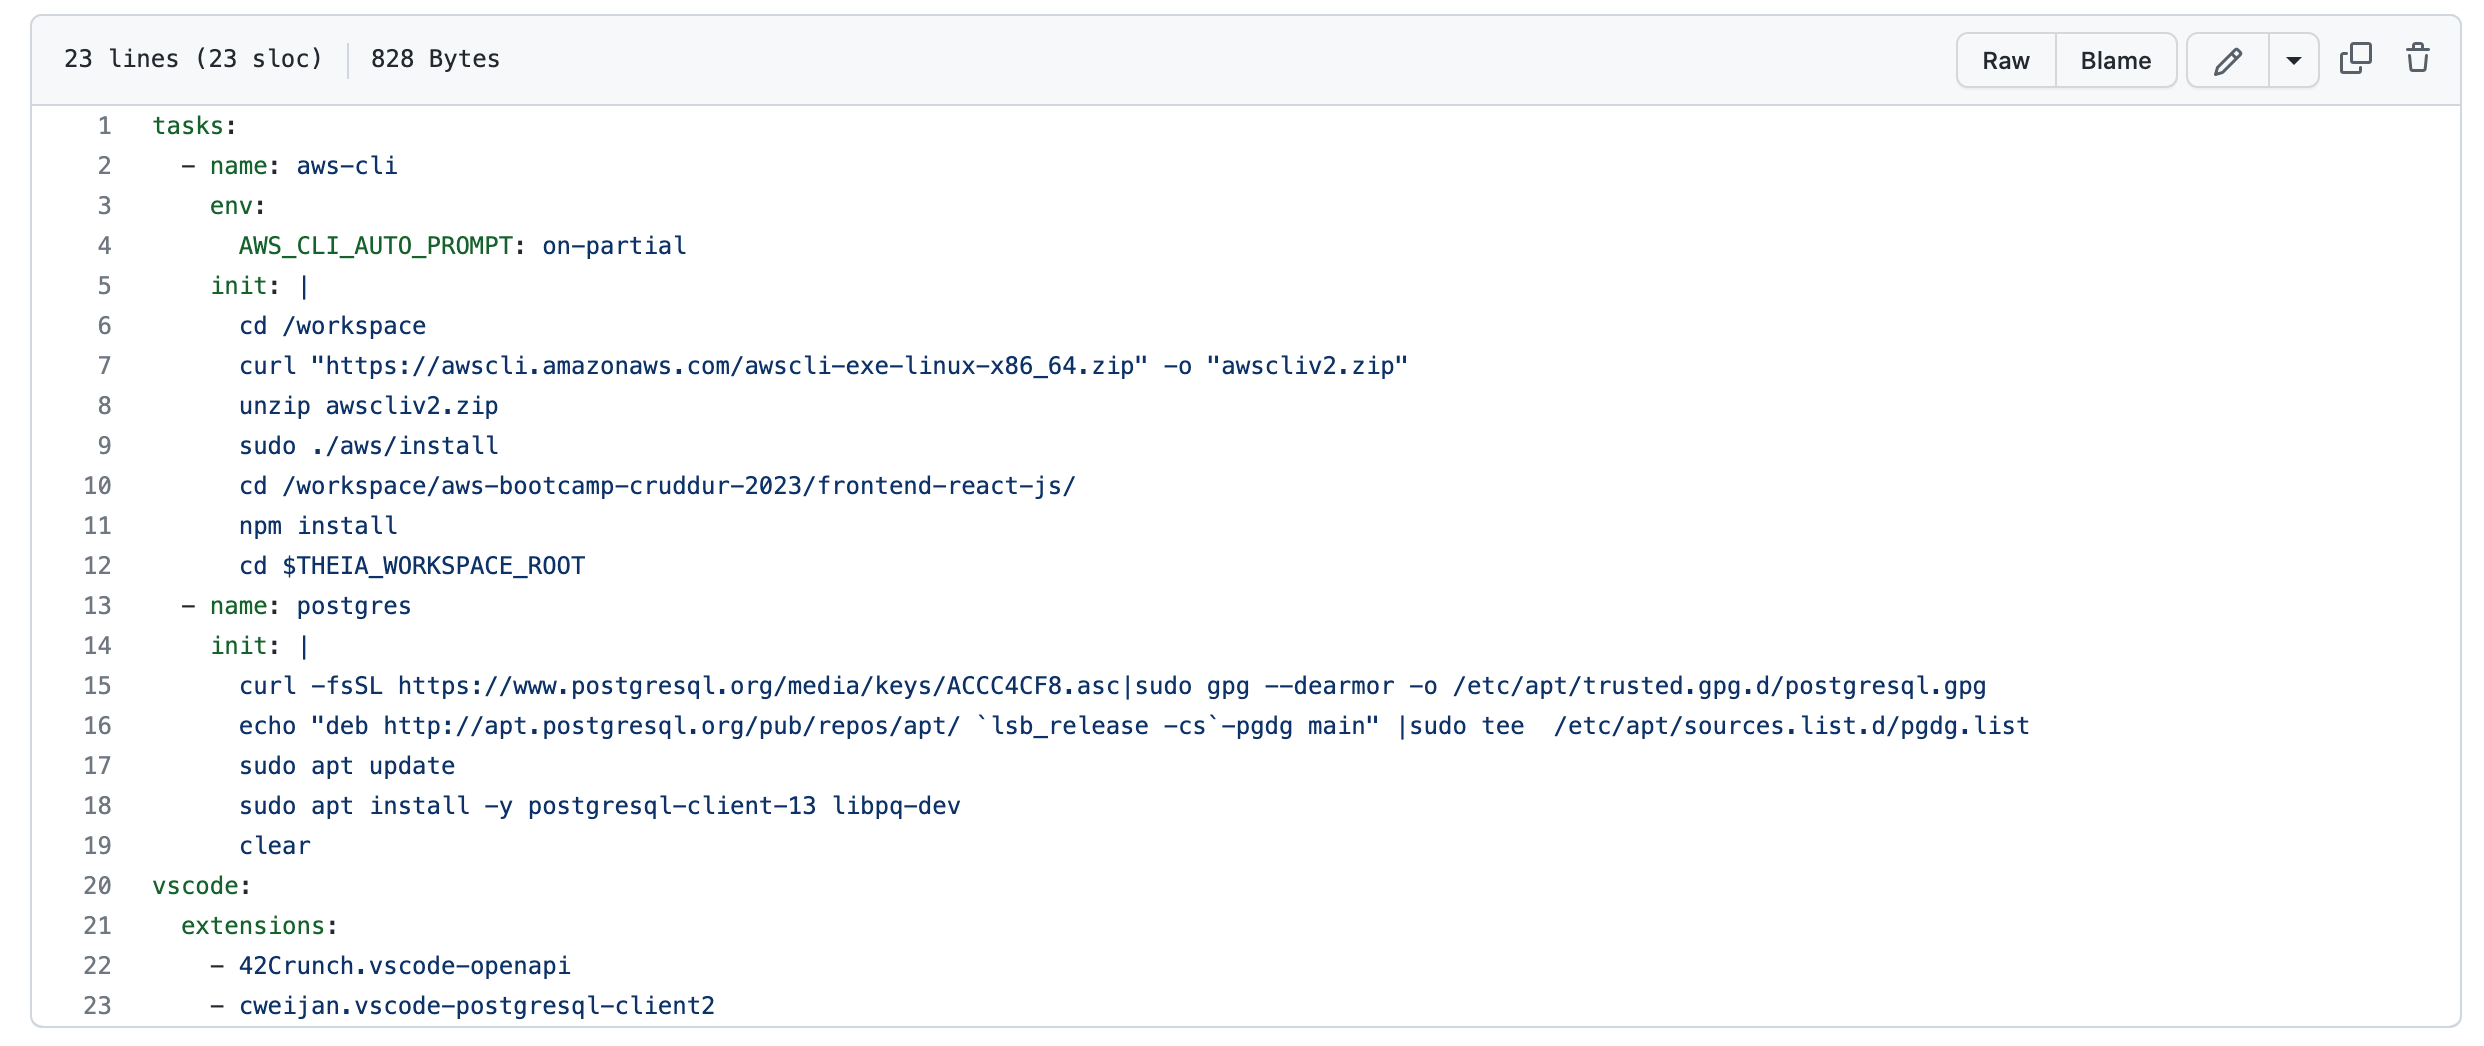 23 lines (23 sloc) 828 Bytes Raw Blame
1 tasks:
2   - name: aws-cli
3     env:
4       AWS_CLI_AUTO_PROMPT: on-partial
5     init: |
6       cd /workspace
7       curl "https://awscli.amazonaws.com/awscli-exe-linux-x86_64.zip" -o "awscliv2.zip"
8       unzip awscliv2.zip
9       sudo ./aws/install
10       cd /workspace/aws-bootcamp-cruddur-2023/frontend-react-js/
11       npm install
12       cd $THEIA_WORKSPACE_ROOT
13   - name: postgres
14     init: |
15       curl -fsSL https://www.postgresql.org/media/keys/ACCC4CF8.asc|sudo gpg --dearmor -o /etc/apt/trusted.gpg.d/postgresql.gpg
16       echo "deb http://apt.postgresql.org/pub/repos/apt/ `lsb_release -cs`-pgdg main" |sudo tee  /etc/apt/sources.list.d/pgdg.list
17       sudo apt update
18       sudo apt install -y postgresql-client-13 libpq-dev
19       clear
20 vscode:
21   extensions:
22     - 42Crunch.vscode-openapi
23     - cweijan.vscode-postgresql-client2